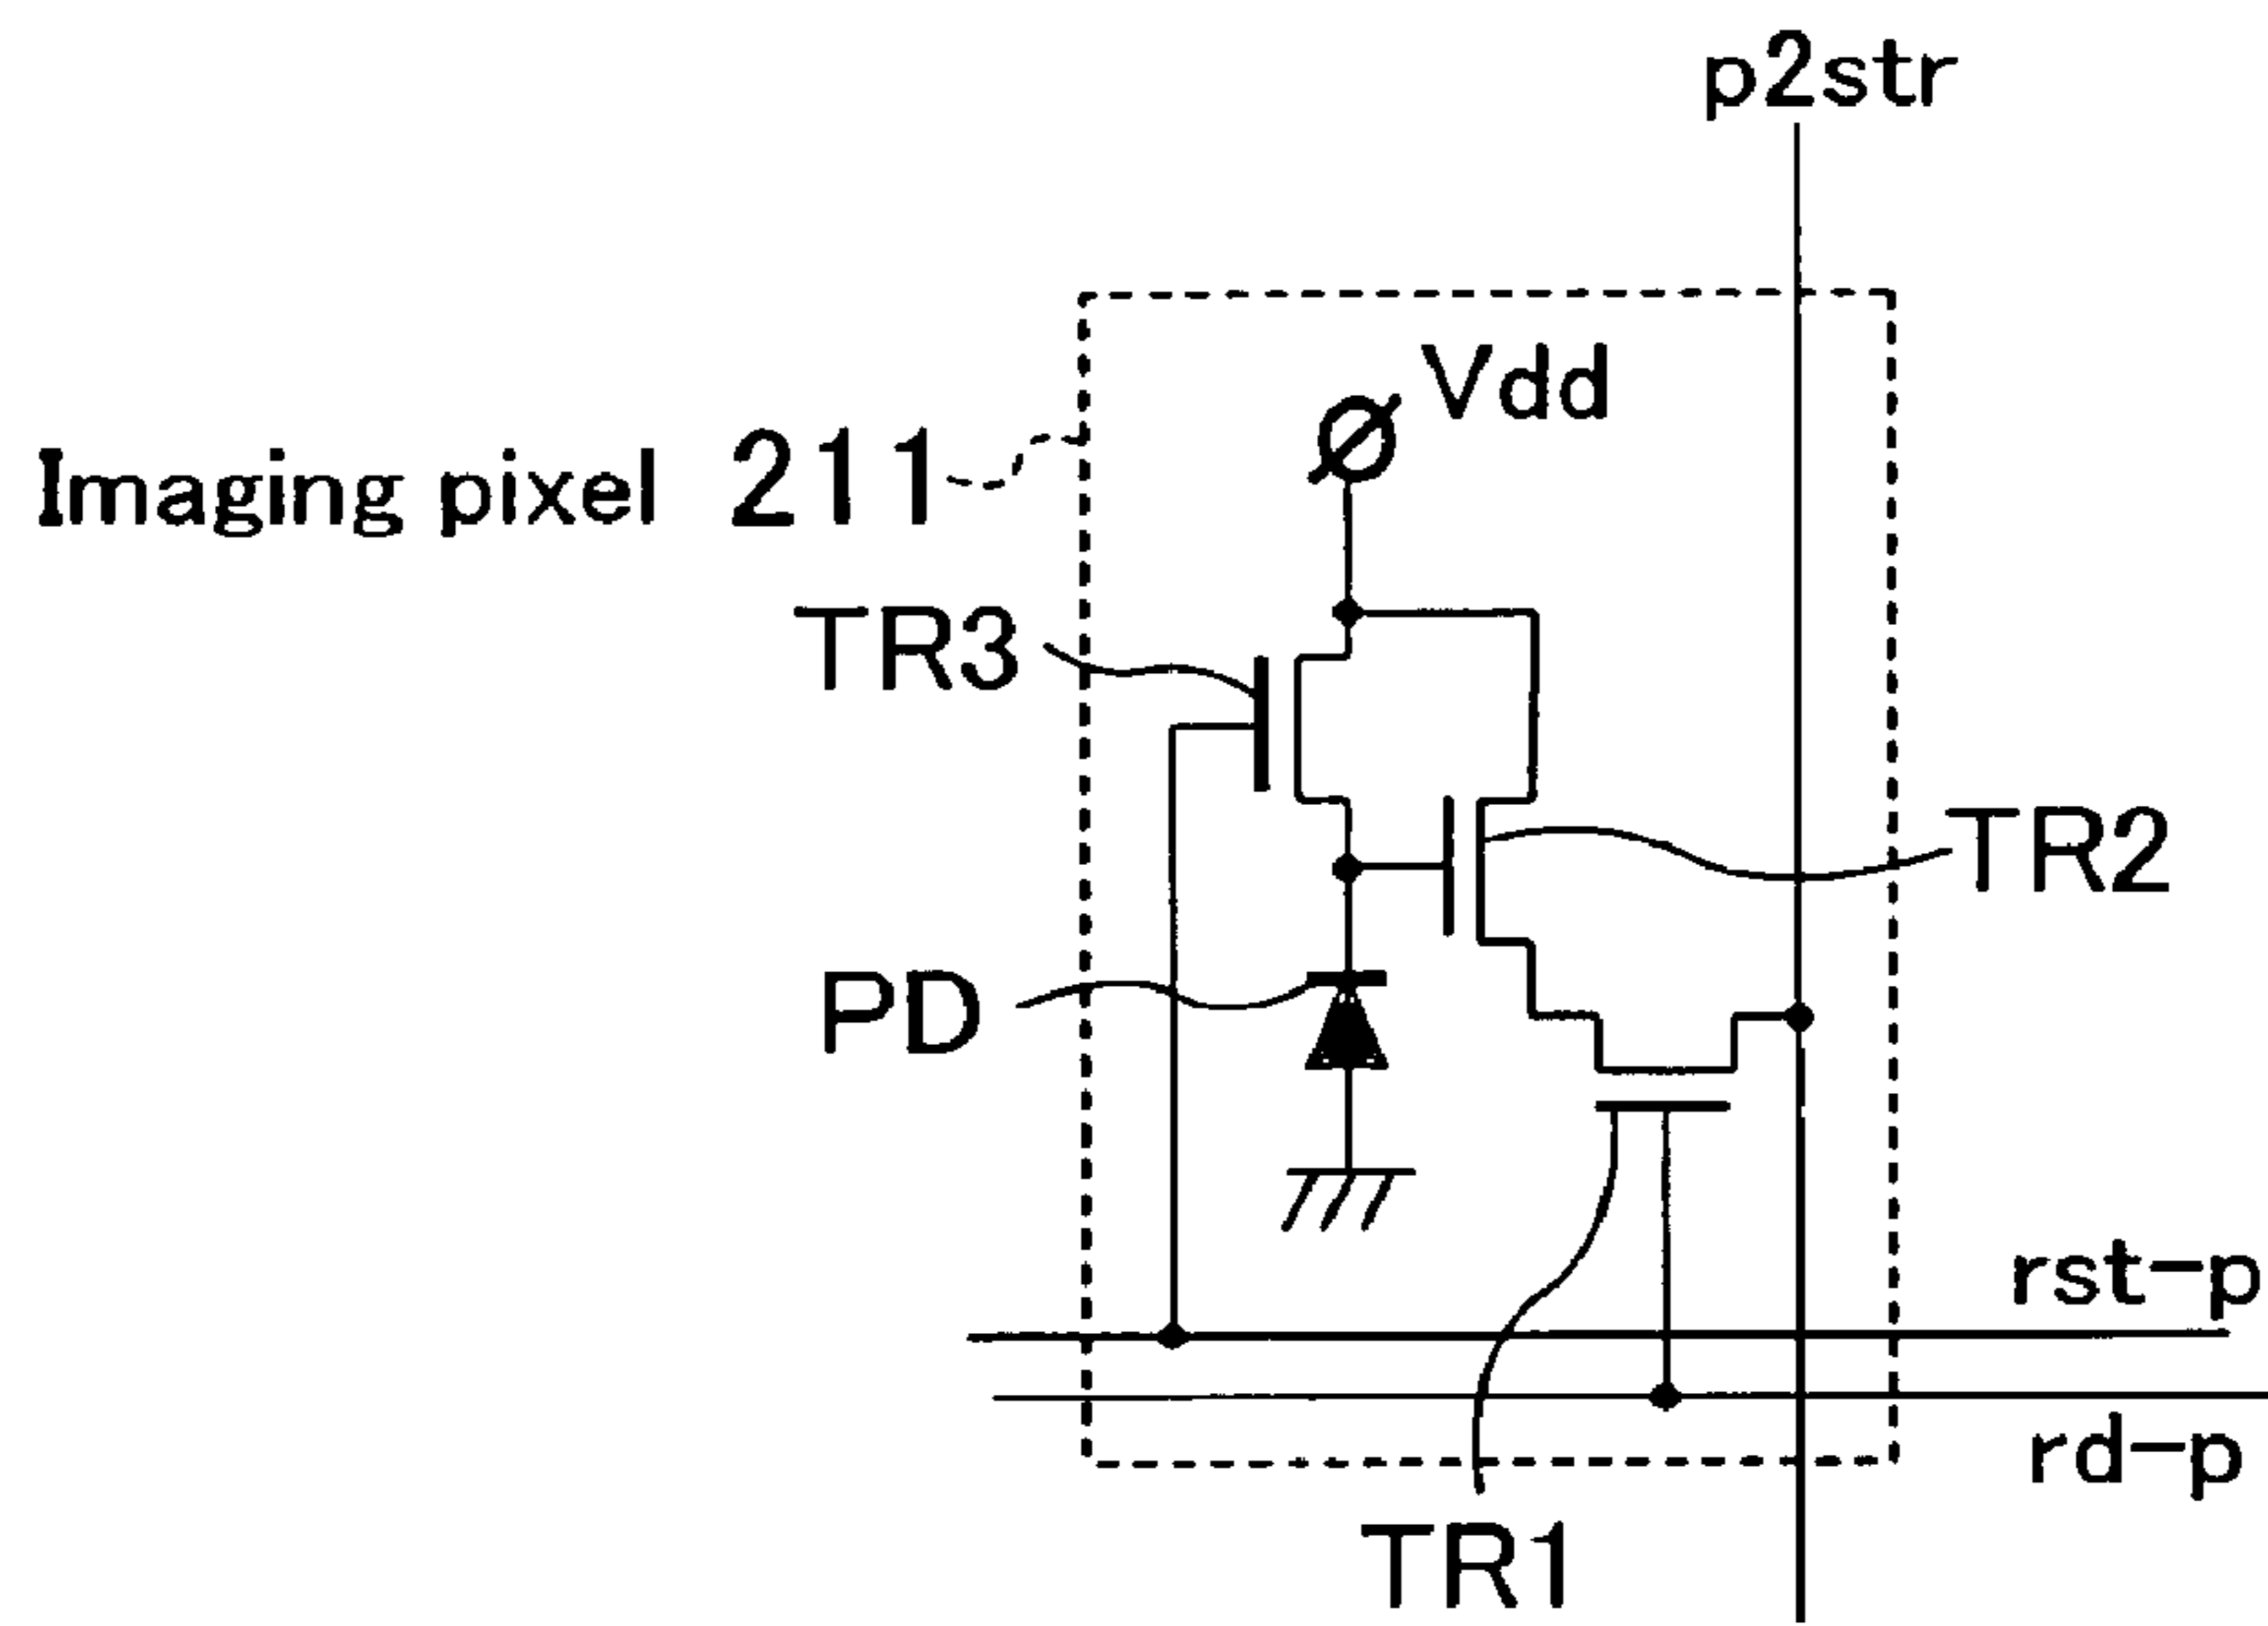 p2str
Vdd
Imaging pixel 211
TR3
TR2
PD
rst-p
rd-p
TR1